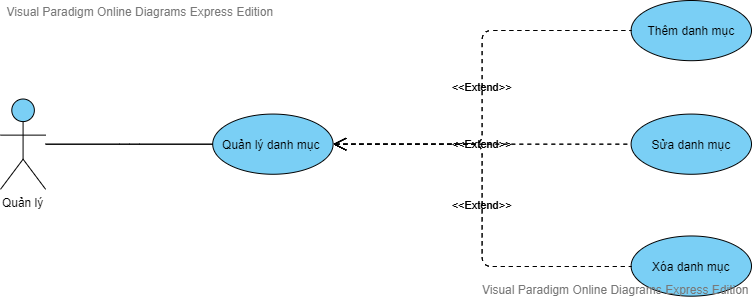 Visual Paradigm Online Diagrams Express Edition
Thêm danh mục
<<Extend>>
Quản lý danh mục
<<Extend>>
Sửa danh mục
Quản lý
<<Extend>>
Xóa danh mục
Visual Paradigm Online Diagrams Express Edition